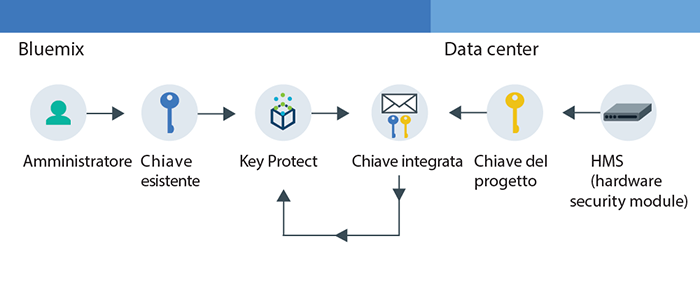 Bluemix
Data center
Amministratore
Chiave
esistente
Key Protect
Chiave integrata
Chiave del
progetto
HMS
(hardware
security module)